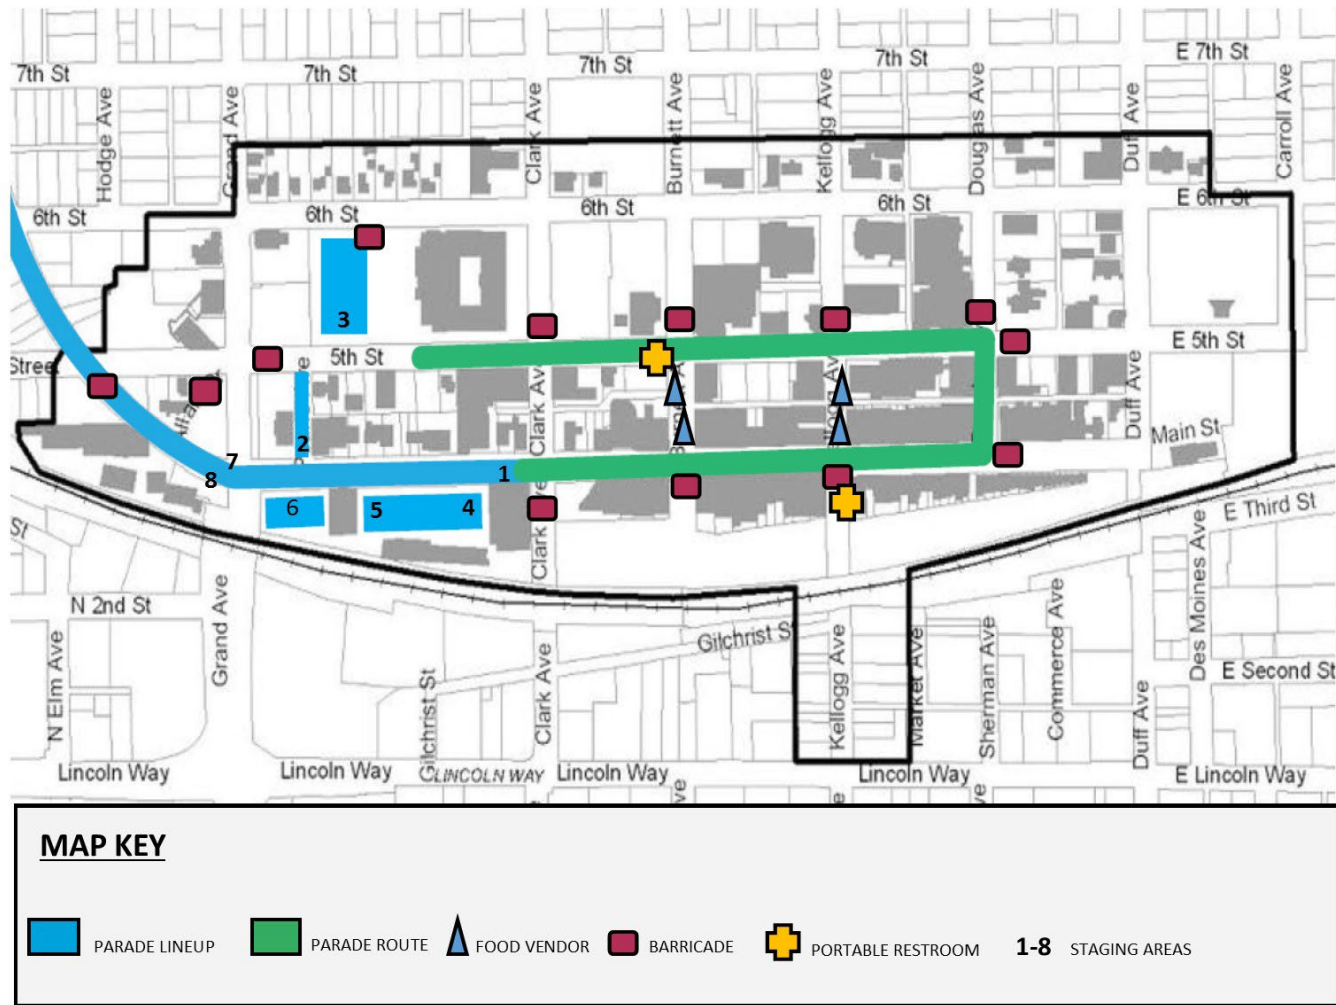 7th St
7th St
7th St
7th St
E 7th St
Hodge Ave
Grand Ave
Clark Ave
Burnett Ave
Kellogg Ave
Douglas Ave
Duff Ave
Carroll Ave
6th St
6th St
6th St
6th St
E 6th St
3
Street
5th St
E 5th St
2
Clark Av
Duff Ave
Main St
7
8
1
6
5
4
Clark Ave
E Third St
St
N 2nd St
Grand Ave
Gilchrist S
N Elm Ave
Gilchrist St
Clark Ave
Kellogg Ave
Market Ave
Sherman Ave
Commerce Ave
Duff Ave
Des Moines Ave
E Second St
Lincoln Way
Lincoln Way
LINCOLN WAY
Lincoln Way
Lincoln Way
E Lincoln Way
MAP KEY
PARADE LINEUP
PARADE ROUTE
FOOD VENDOR
BARRICADE
PORTABLE RESTROOM
1-8 STAGING AREAS